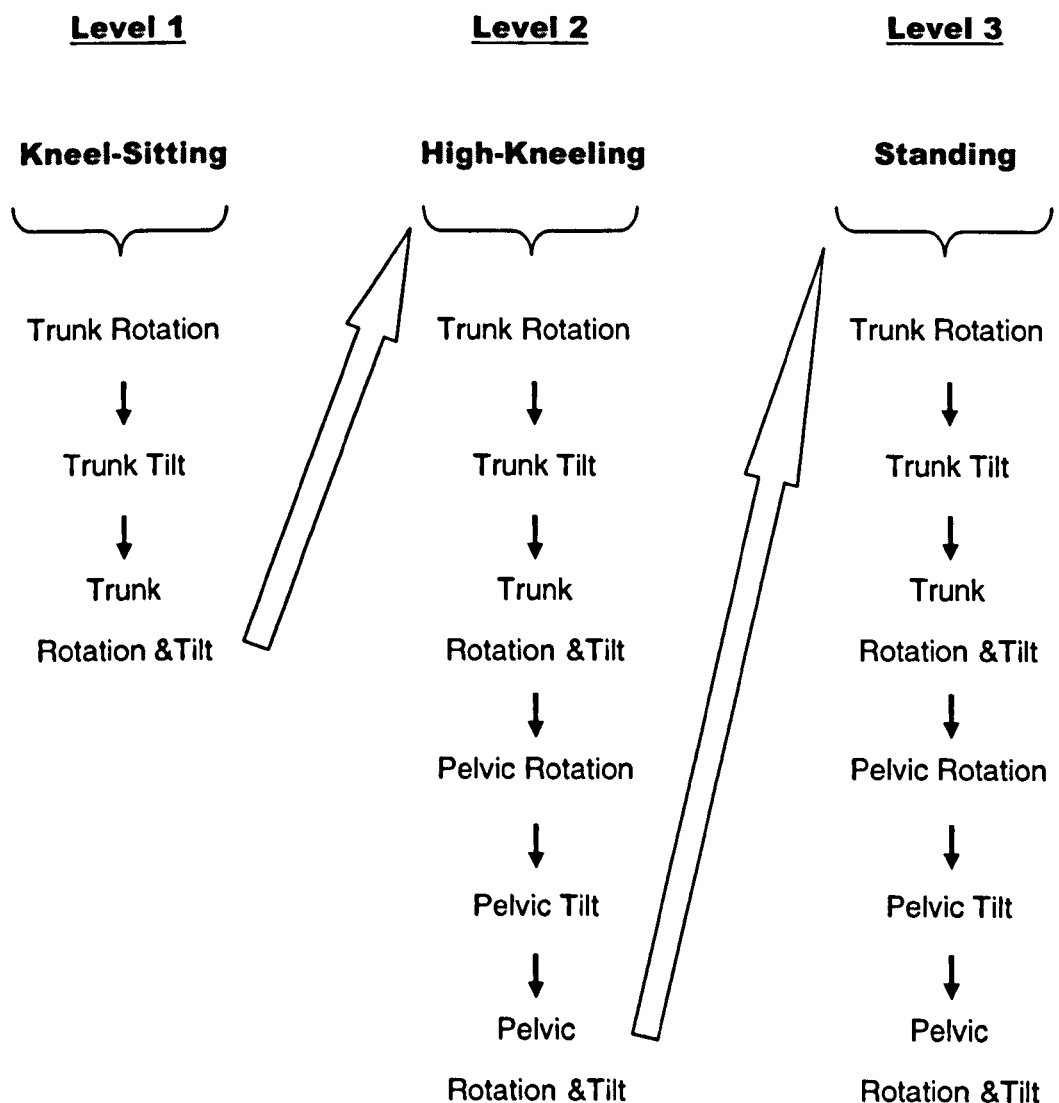 Level 1
Kneel-Sitting
Trunk Rotation
Trunk Tilt
Trunk
Rotation &Tilt
Level 2
High-Kneeling
Trunk Rotation
Trunk Tilt
Trunk
Rotation &Tilt
Pelvic Rotation
Pelvic Tilt
Pelvic
Rotation &Tilt
Level 3
Standing
Trunk Rotation
Trunk Tilt
Trunk
Rotation &Tilt
Pelvic Rotation
Pelvic Tilt
Pelvic
Rotation &Tilt